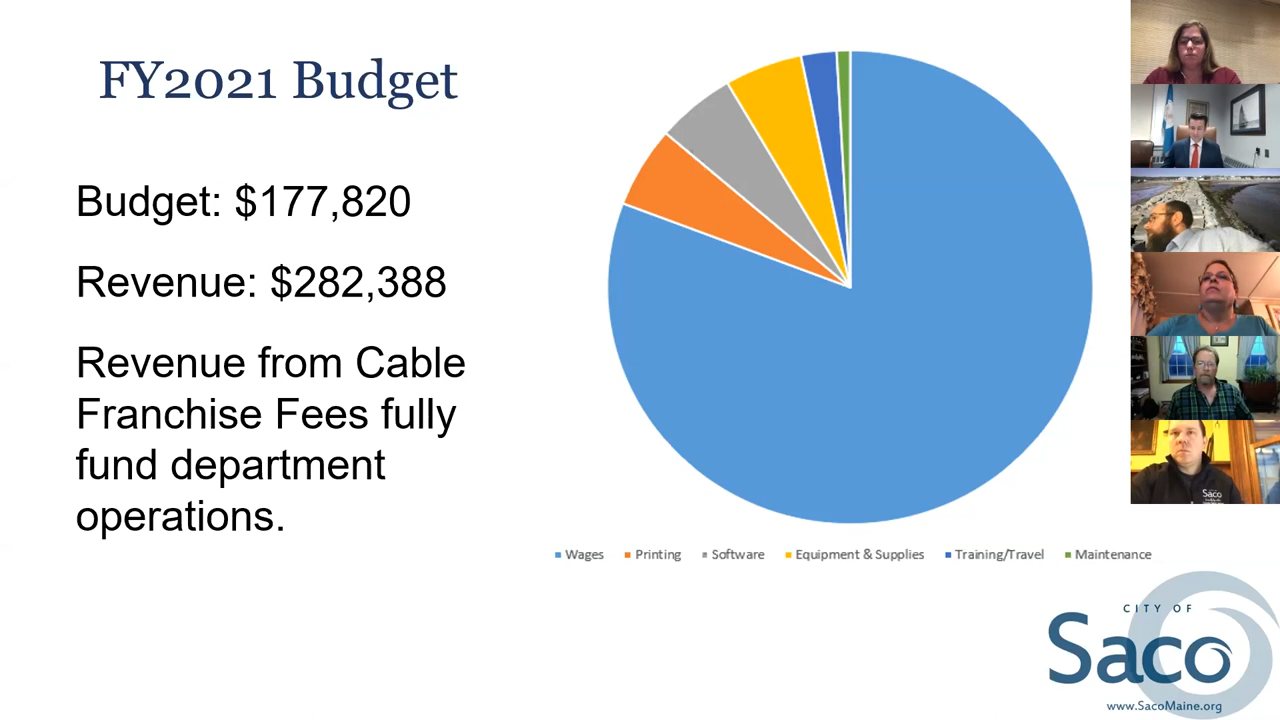 FY2021 Budget
Budget: $177,820
Revenue: $282,388
Revenue from Cable
Franchise Fees fully
fund department
operations.
Wages Printing Software Equipment & Supplies Training/Travel Maintenance
Saco
CITY OF
Saco
www.SacoMaine.org